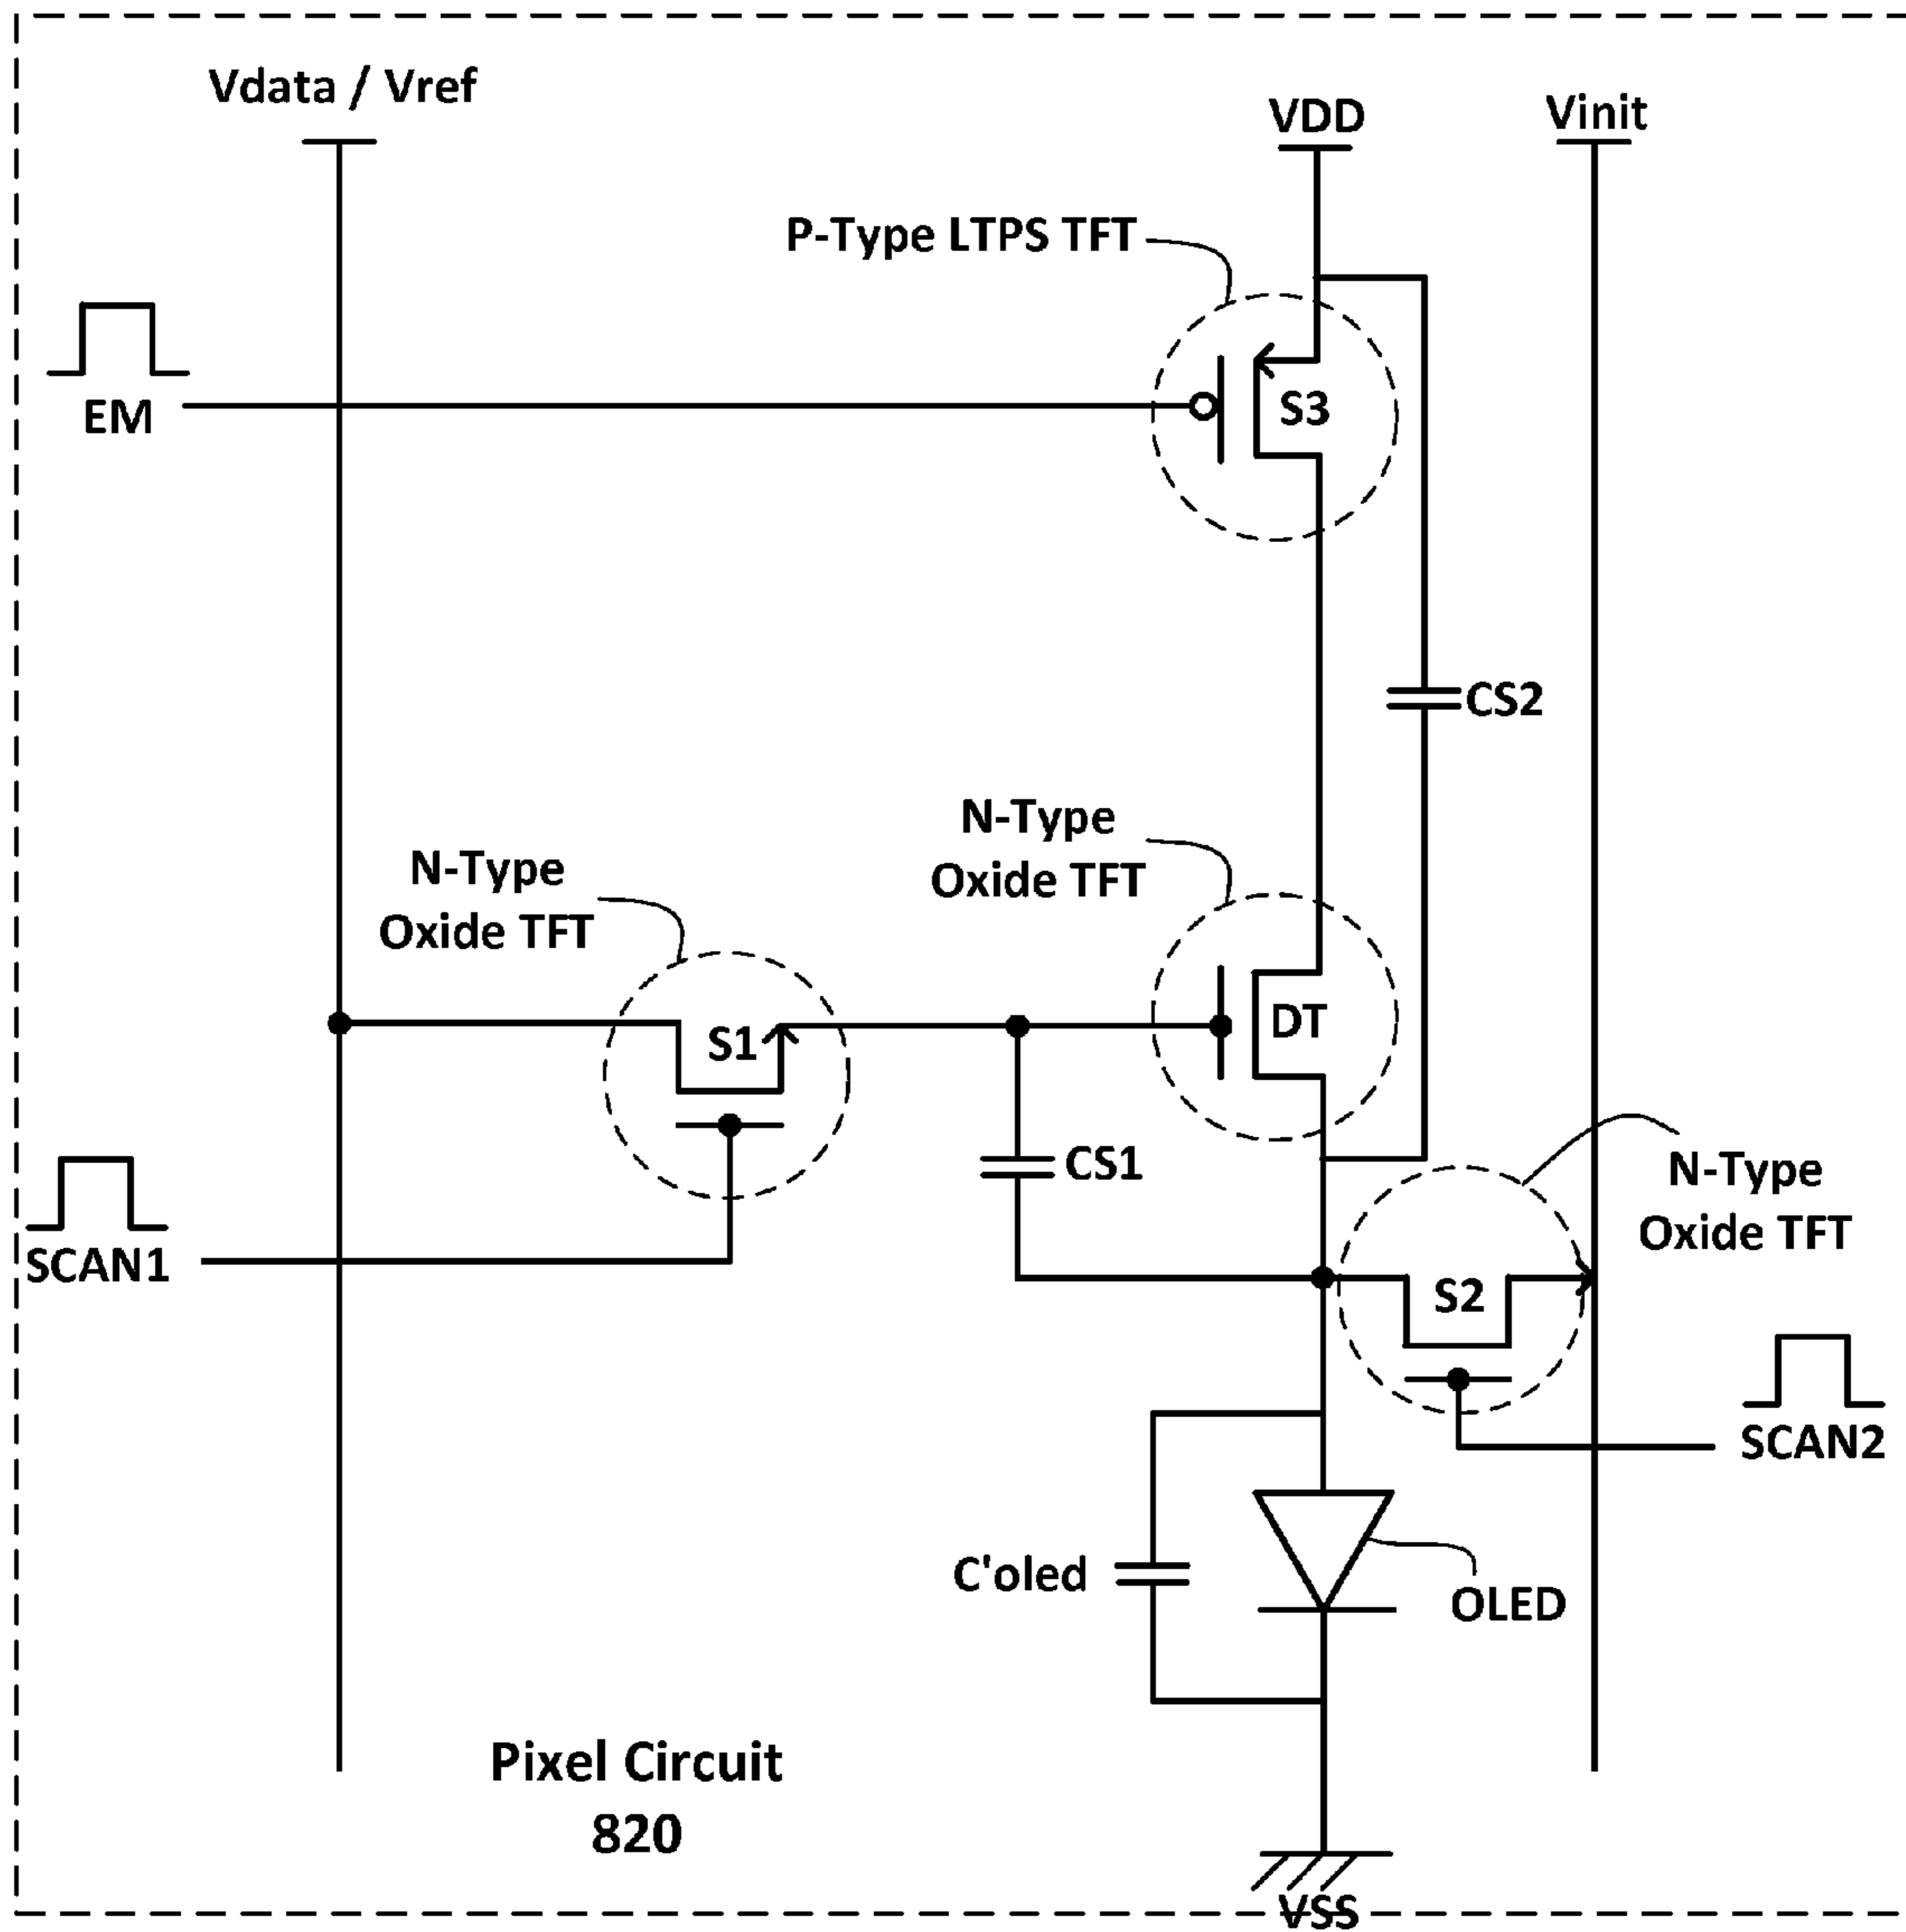 Vdata / Vref
VDD
Vinit
P-Type LTPS TFT
EM
S3
CS2
N-Type
Oxide TFT
N-Type
Oxide TFT
S1
DT
CS1
N-Type
Oxide TFT
SCAN1
S2
SCAN2
C'oled
OLED
Pixel Circuit
820
VSS